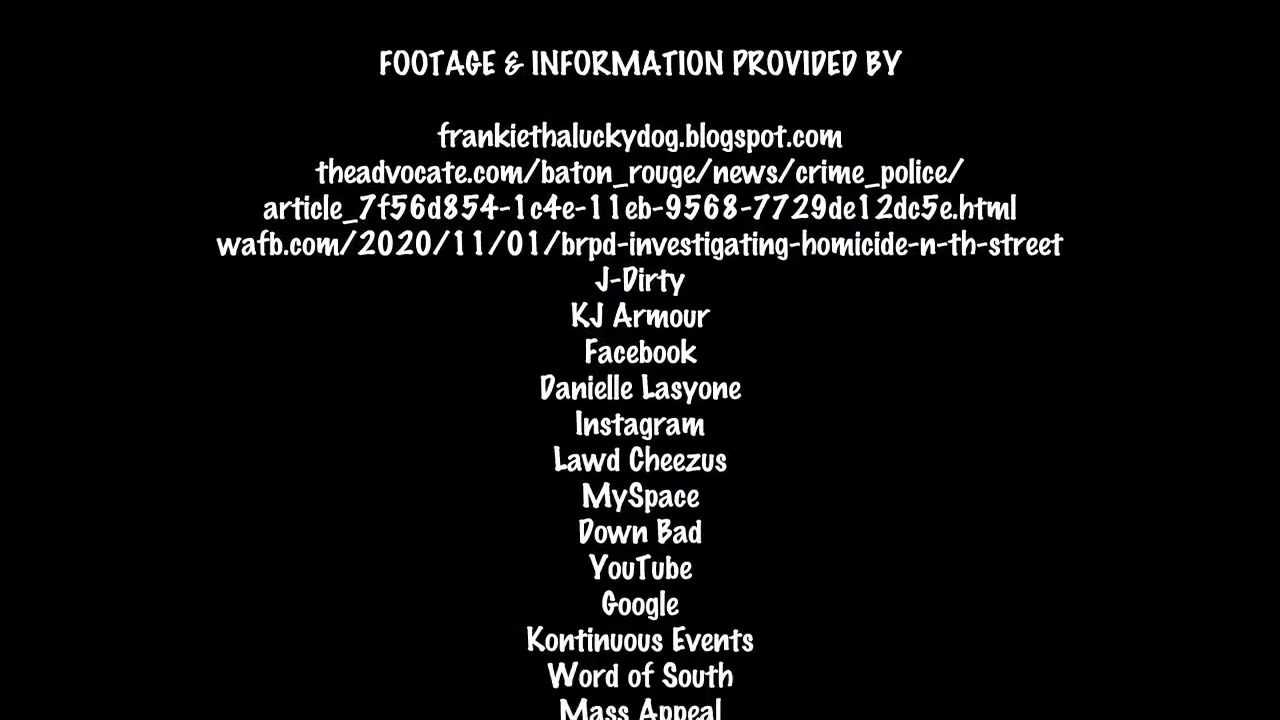 FOOTAGE & INFORMATION PROVIDED BY
frankiethaluckydog.blogspot.com
theadvocate.com/baton_rouge/news/crime_police/
article_7f56d854-1c4e-11eb-9568-7729de12dc5e.html
wafb.com/2020/11/01/brpd-investigating-homicide-n-th-street
J-Dirty
KJ Armour
Facebook
Danielle Lasyone
Instagram
Lawd Cheezus
MySpace
Down Bad
YouTube
Google
Kontinuous Events
Word of South
Mass Appeal